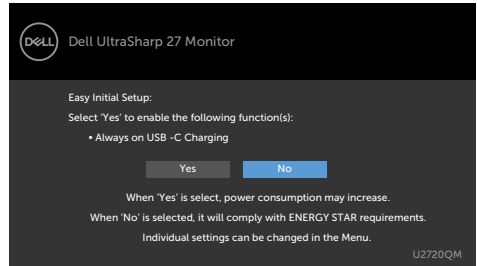 DELL
Dell UltraSharp 27 Monitor
Easy Initial Setup:
Select 'Yes' to enable the following function(s):
• Always on USB -C Charging
Yes
No
When 'Yes' is select, power consumption may increase.
When 'No' is selected, it will comply with ENERGY STAR requirements.
Individual settings can be changed in the Menu.
U2720QM